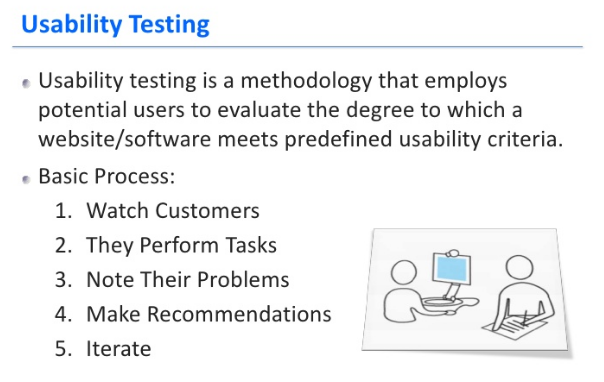 Usability Testing
Usability testing is a methodology that employs
potential users to evaluate the degree to which a
website/software meets predefined usability criteria.
Basic Process:
1. Watch Customers
2. They Perform Tasks
3. Note Their Problems
4. Make Recommendations
5. Iterate